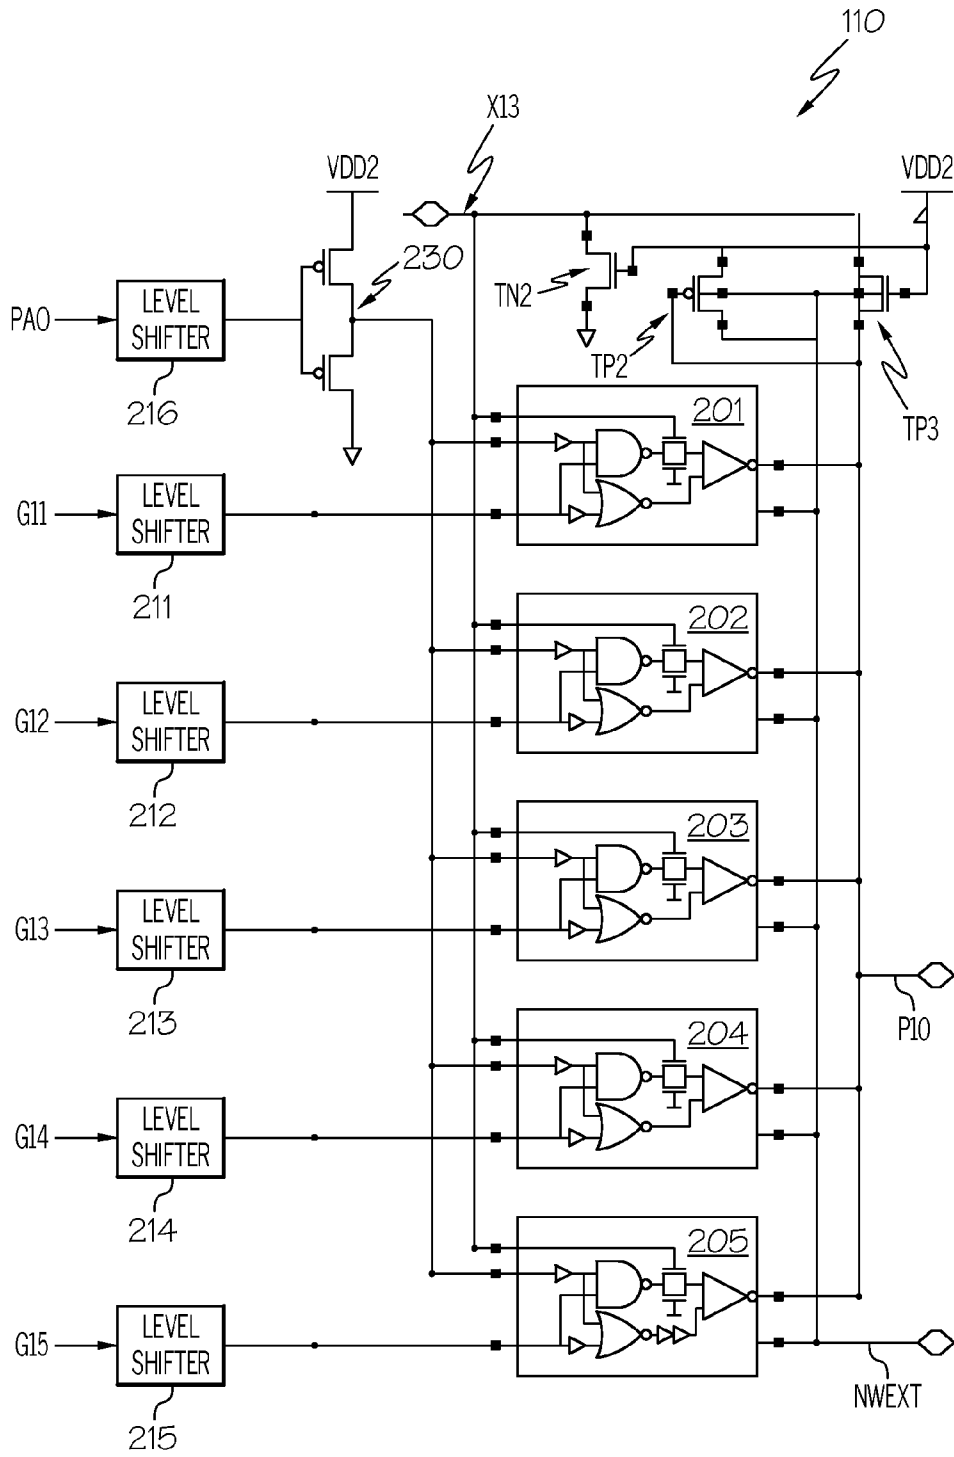 110
X13
VDD2
VDD2
230
TN2
PA0
LEVEL
SHIFTER
TP2
216
201
TP3
G11
LEVEL
SHIFTER
211
202
G12
LEVEL
SHIFTER
212
203
G13
LEVEL
SHIFTER
213
204
P10
G14
LEVEL
SHIFTER
214
205
G15
LEVEL
SHIFTER
NWEXT
215